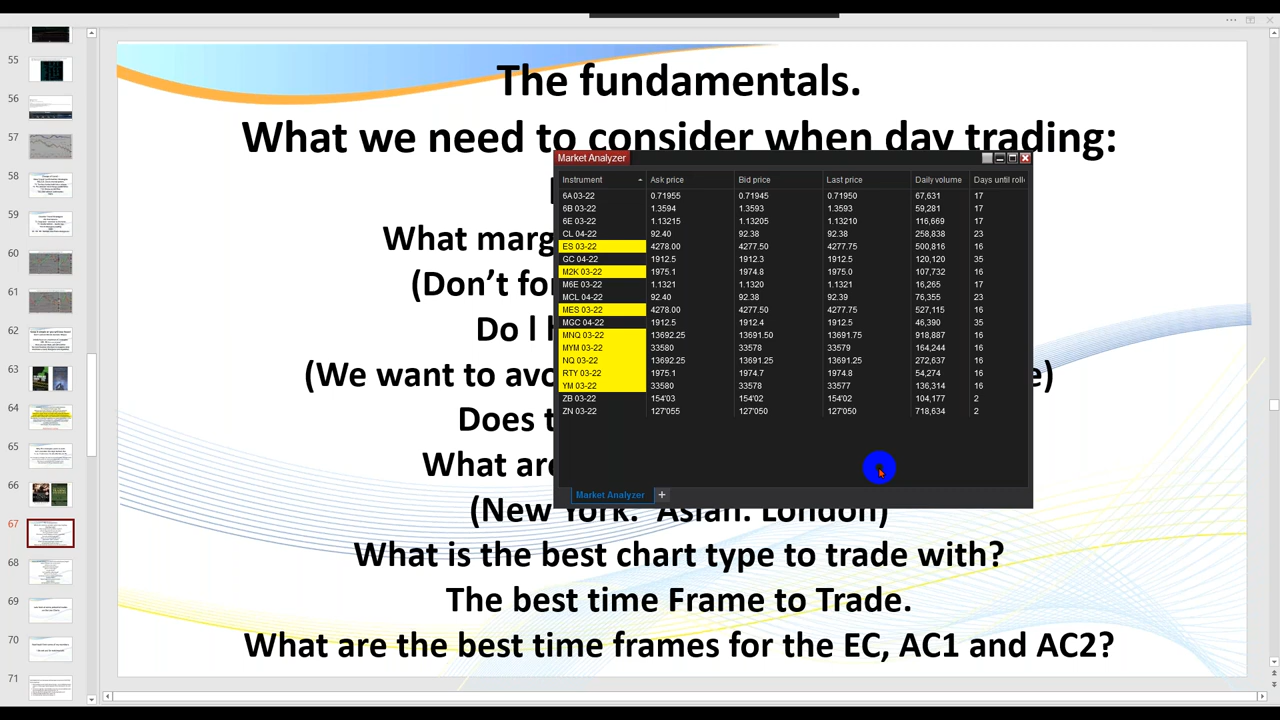 The fundamentals.
What we need to consider when day trading:
What marg
(Don’t fo
Do I h
(We want to avo
e)
Does t
What are
(New York. Asian. London)
What is the best chart type to trade with?
The best time Frame to Trade.
What are the best time frames for the EC, AC1 and AC2?
Market Analyzer
Instrument Ask price Bid price Last price Daily volume Days until roll
6A 03-22 0.71955 0.71945 0.71950 67,631 17
6B 03-22 1.3594 1.3593 1.3593 59,281 17
6E 03-22 1.13215 1.13205 1.13210 116,669 17
CL 04-22 92.40 92.38 92.38 258,838 23
ES 03-22 4278.00 4277.50 4277.75 500,816 16
GC 04-22 1912.5 1912.3 1912.5 120,120 35
M2K 03-22 1975.1 1974.8 1975.0 107,732 16
M6E 03-22 1.1321 1.1320 1.1321 16,265 17
MCL 04-22 92.40 92.38 92.39 76,355 23
MES 03-22 4278.00 4277.50 4277.75 527,115 16
MGC 04-22 1912.5 1912.4 1912.5 46,390 35
MNQ 03-22 13692.25 13691.50 13691.75 918,887 16
MYM 03-22 33580 33578 33579 164,244 16
NQ 03-22 13692.25 13691.25 13691.25 272,637 16
RTY 03-22 1975.1 1974.7 1974.8 54,274 16
YM 03-22 33580 33578 33577 136,314 16
ZB 03-22 154'03 154'02 154'02 104,177 2
ZN 03-22 127'055 127'050 127'050 718,634 2
Market Analyzer +
55
56
57
58
59
60
61
62
63
64
65
66
67
68
69
70
71